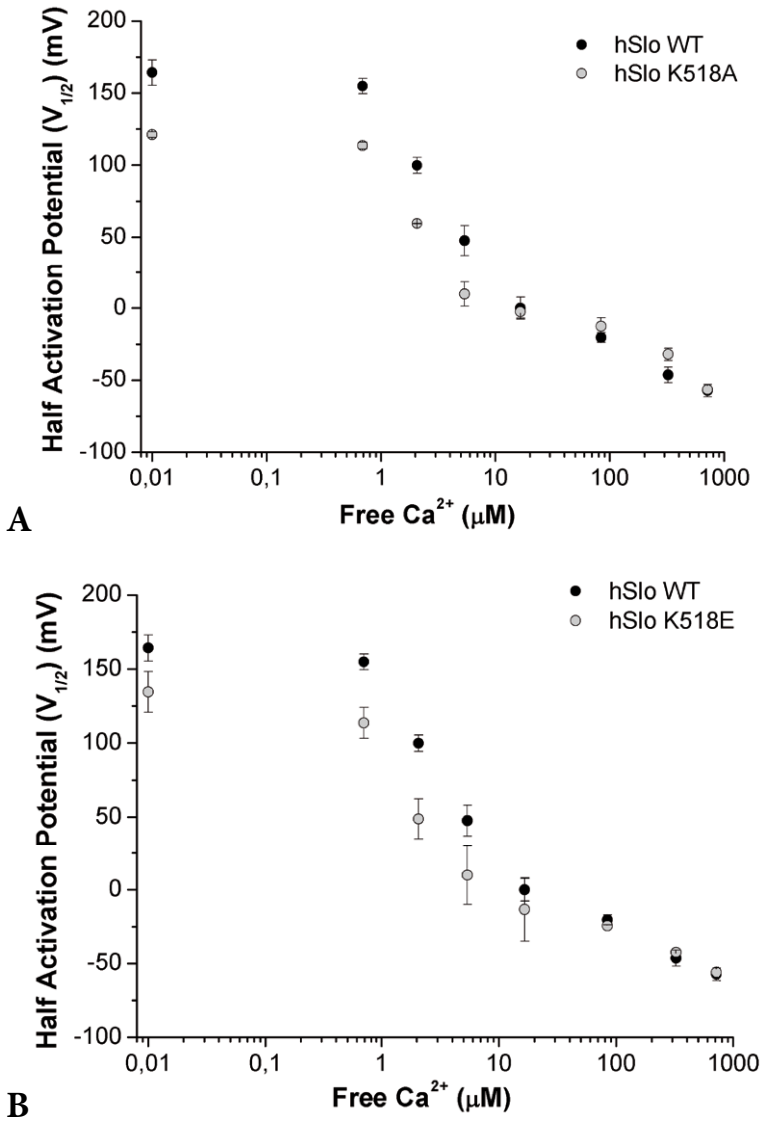 200
150
100
50
0
-50
-100
Half Activation Potential (V1/2) (mV)
hSlo WT
hSlo K518A
0,01
0,1
1
10
100
1000
Free Ca2+ (μM)
A
200
150
100
50
0
-50
-100
Half Activation Potential (V1/2) (mV)
hSlo WT
hSlo K518E
0,01
0,1
1
10
100
1000
Free Ca2+ (μM)
B